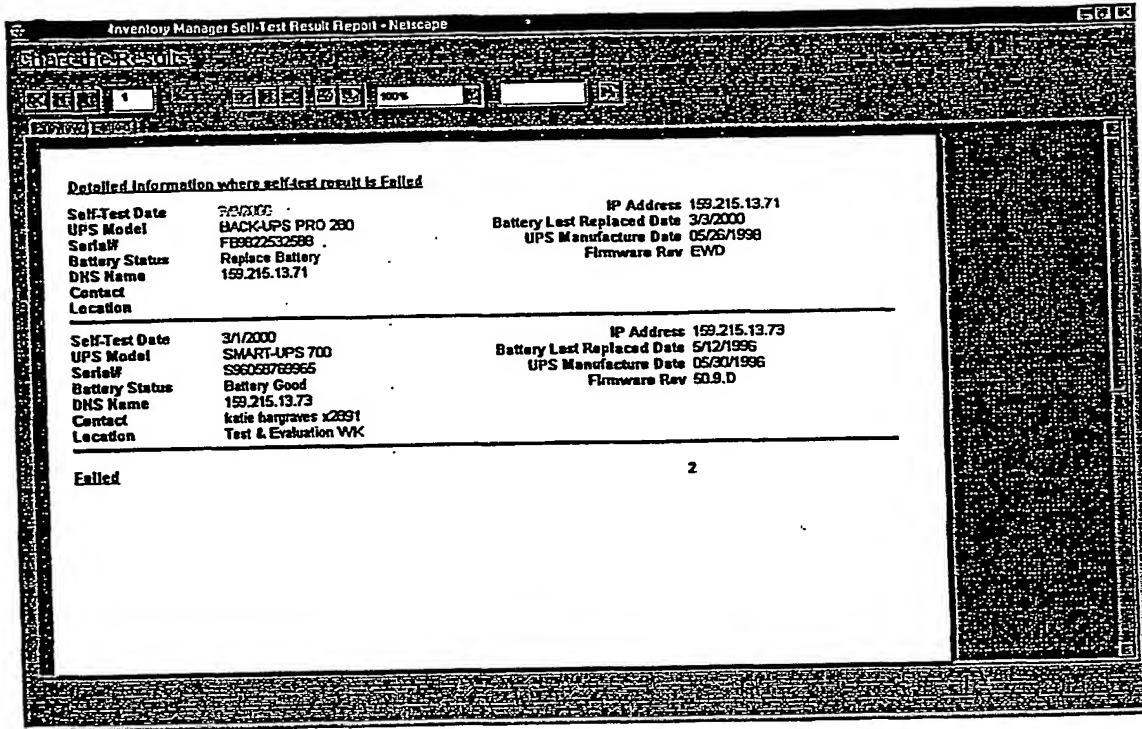 Inventory Manager Self-Test Result Report - Netscape
1
100%
Detailed Information where self-test result is Failed
Self-Test Date
UPS Model BACK-UPS PRO 280
Serial# FB9822532588
Battery Status Replace Battery
DNS Name 159.215.13.71
Contact
Location
IP Address 159.215.13.71
Battery Last Replaced Date 3/3/2000
UPS Manufacture Date 05/26/1998
Firmware Rev EWD
Self-Test Date 3/1/2000
UPS Model SMART-UPS 700
Serial# S96058769965
Battery Status Battery Good
DNS Name 159.215.13.73
Contact katie hargraves x2891
Location Test & Evaluation WK
IP Address 159.215.13.73
Battery Last Replaced Date 5/12/1996
UPS Manufacture Date 05/30/1996
Firmware Rev 50.9.D
Failed 2